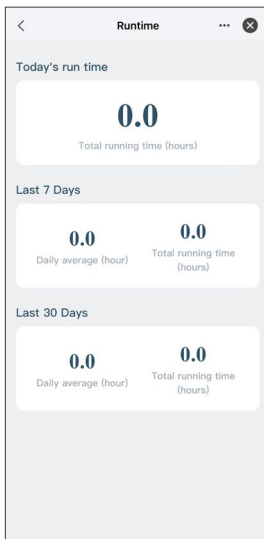 Runtime
Today's run time
0.0
Total running time (hours)
Last 7 Days
0.0
Daily average (hour)
0.0
Total running time
(hours)
Last 30 Days
0.0
Daily average (hour)
0.0
Total running time
(hours)